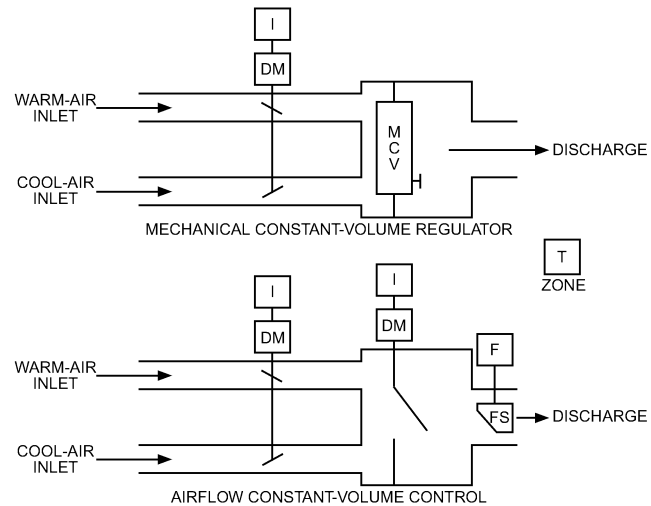 I
DM
WARM-AIR
INLET
M
C
V
DISCHARGE
COOL-AIR
INLET
MECHANICAL CONSTANT-VOLUME REGULATOR
T
ZONE
I
I
DM
DM
F
WARM-AIR
INLET
FS
DISCHARGE
COOL-AIR
INLET
AIRFLOW CONSTANT-VOLUME CONTROL